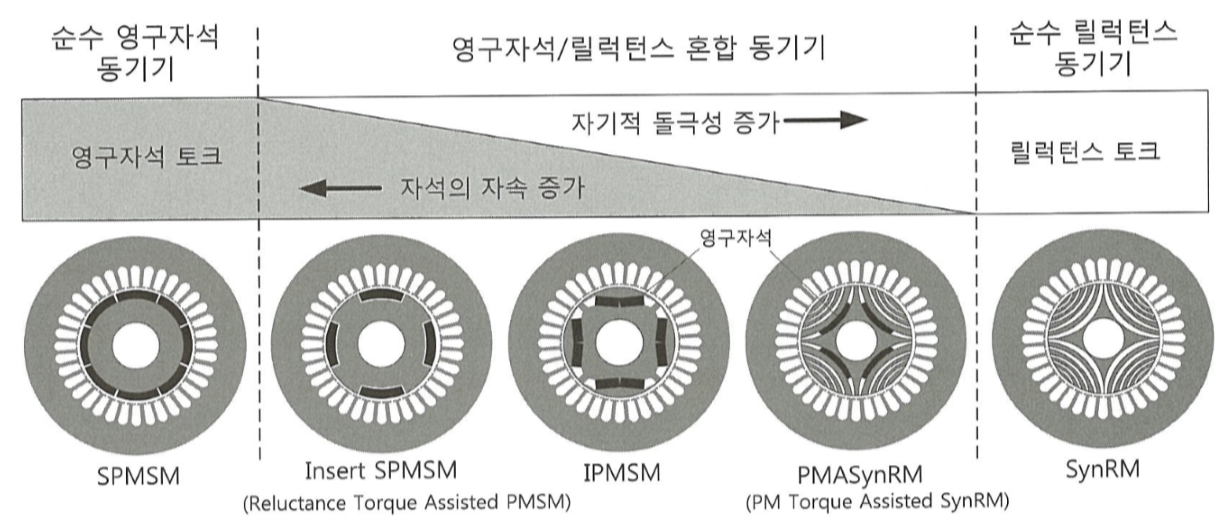 순수 영구자석
동기기
영구자석/릴럭턴스 혼합 동기기
순수 릴럭턴스
동기기
자기적 돌극성 증가
영구자석 토크
릴럭턴스 토크
자석의 자속 증가
영구자석
SPMSM
Insert SPMSM
(Reluctance Torque Assisted PMSM)
IPMSM
PMASynRM
(PM Torque Assisted SynRM)
SynRM